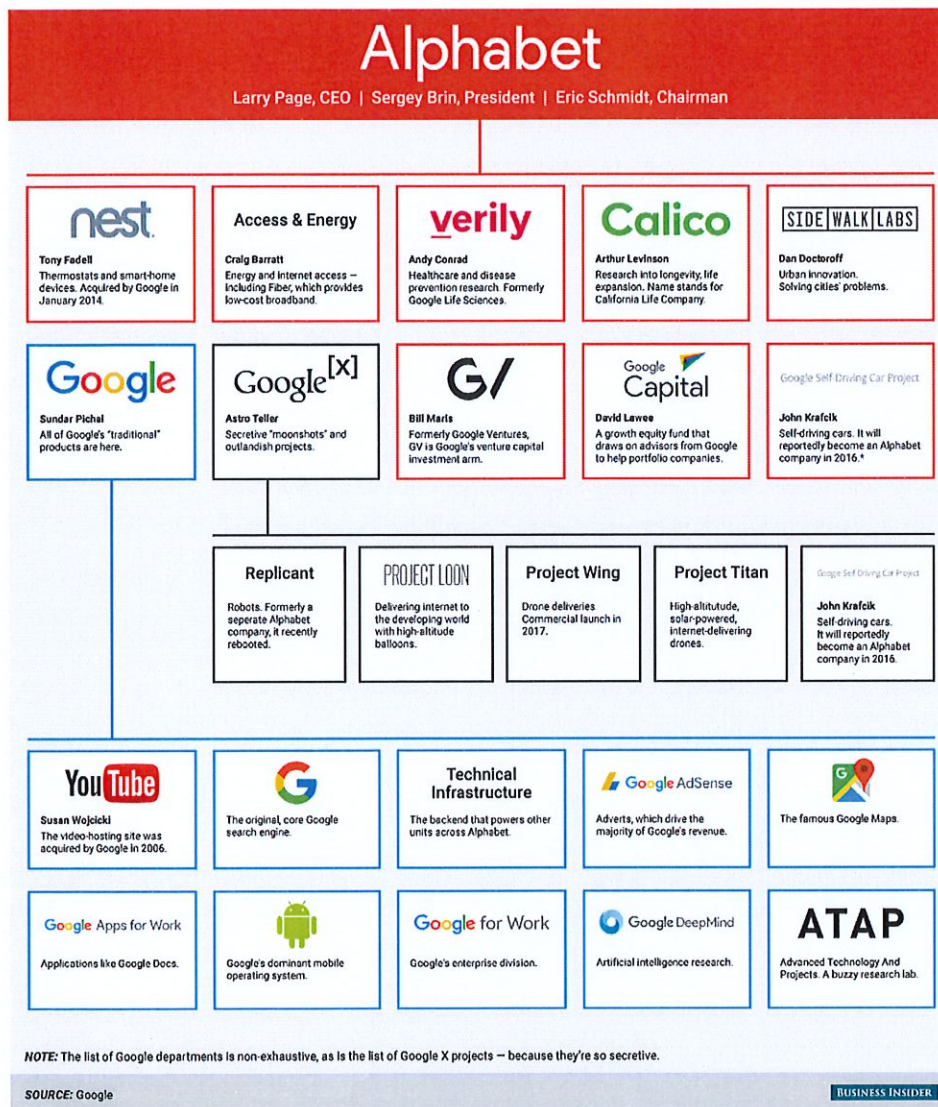 Alphabet
Larry Page, CEO | Sergey Brin, President | Eric Schmidt, Chairman
nest
Tony Fadell
Thermostats and smart-home
devices. Acquired by Google in
January 2014.
Access & Energy
Craig Barratt
Energy and internet access —
including Fiber, which provides
low-cost broadband.
verily
Andy Conrad
Healthcare and disease
prevention research. Formerly
Google Life Sciences.
Calico
Arthur Levinson
Research into longevity, life
expansion. Name stands for
California Life Company.
SIDE WALK LABS
Dan Doctoroff
Urban innovation.
Solving cities' problems.
Google
Sundar Pichai
All of Google's "traditional"
products are here.
Google[x]
Astro Teller
Secretive "moonshots" and
outlandish projects.
G/
Bill Maris
Formerly Google Ventures,
GV is Google's venture capital
investment arm.
Google
Capital
David Lawee
A growth equity fund that
draws on advisors from Google
to help portfolio companies.
Google Self-Driving Car Project
John Krafcik
Self-driving cars. It will
reportedly become an Alphabet
company in 2016.*
Replicant
Robots. Formerly a
seperate Alphabet
company, it recently
rebooted.
PROJECT LOON
Delivering internet to
the developing world
with high-altitude
balloons.
Project Wing
Drone deliveries
Commercial launch in
2017.
Project Titan
High-altitutude,
solar-powered,
internet-delivering
drones.
Google Self-Driving Car Project
John Krafcik
Self-driving cars.
It will reportedly
become an Alphabet
company in 2016.
YouTube
Susan Wojcicki
The video-hosting site was
acquired by Google in 2006.
G
The original, core Google
search engine.
Technical
Infrastructure
The backend that powers other
units across Alphabet.
Google AdSense
Adverts, which drive the
majority of Google's revenue.
G
The famous Google Maps.
Google Apps for Work
Applications like Google Docs.
Google's dominant mobile
operating system.
Google for Work
Google's enterprise division.
Google DeepMind
Artificial intelligence research.
ATAP
Advanced Technology And
Projects. A buzzy research lab.
NOTE: The list of Google departments is non-exhaustive, as is the list of Google X projects — because they're so secretive.
SOURCE: Google
BUSINESS INSIDER